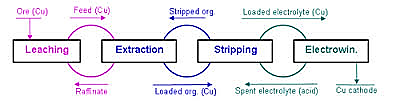 Ore (Cu) Feed (Cu) Stripped org. Loaded electrolyte (Cu)
Leaching Extraction Stripping Electrowin.
Raffinate Loaded org. (Cu) Spent electrolyte (acid) Cu cathode